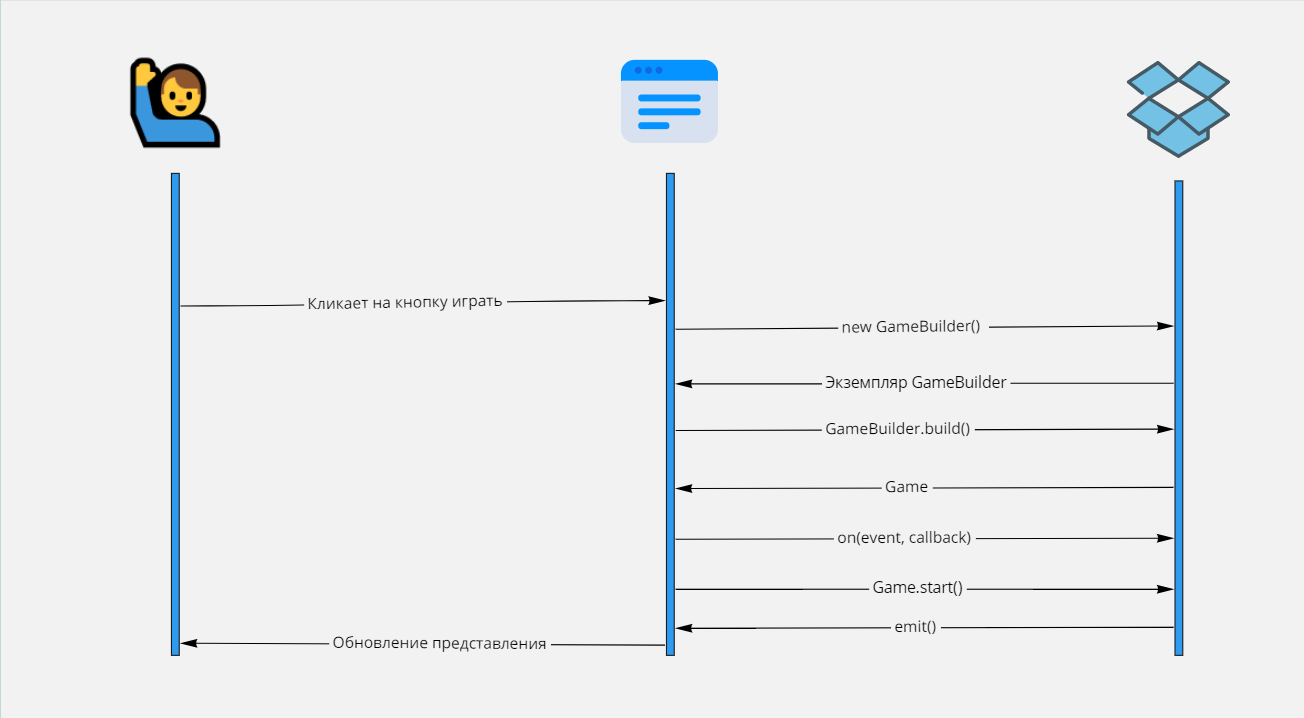 Кликает на кнопку играть
new GameBuilder()
Экземпляр GameBuilder
GameBuilder.build()
Game
on(event, callback)
Game.start()
emit()
Обновление представления